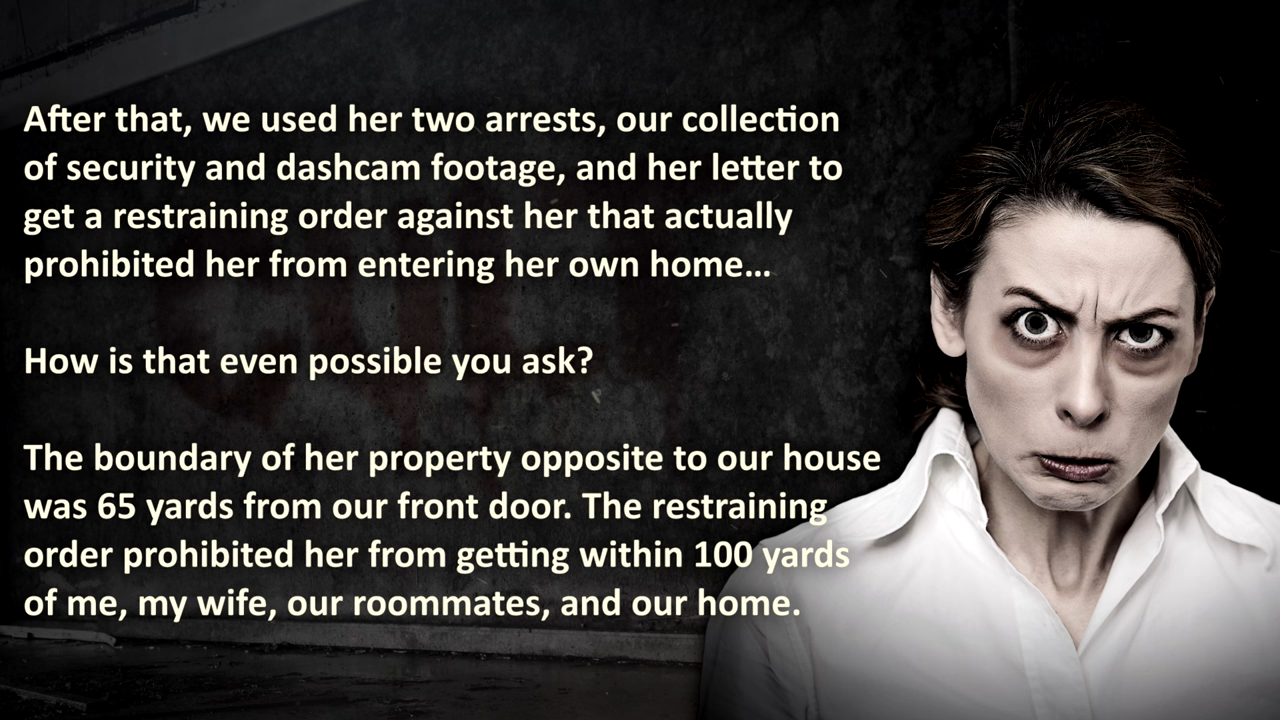 After that, we used her two arrests, our collection
of security and dashcam footage, and her letter to
get a restraining order against her that actually
prohibited her from entering her own home…
How is that even possible you ask?
The boundary of her property opposite to our house
was 65 yards from our front door. The restraining
order prohibited her from getting within 100 yards
of me, my wife, our roommates, and our home.